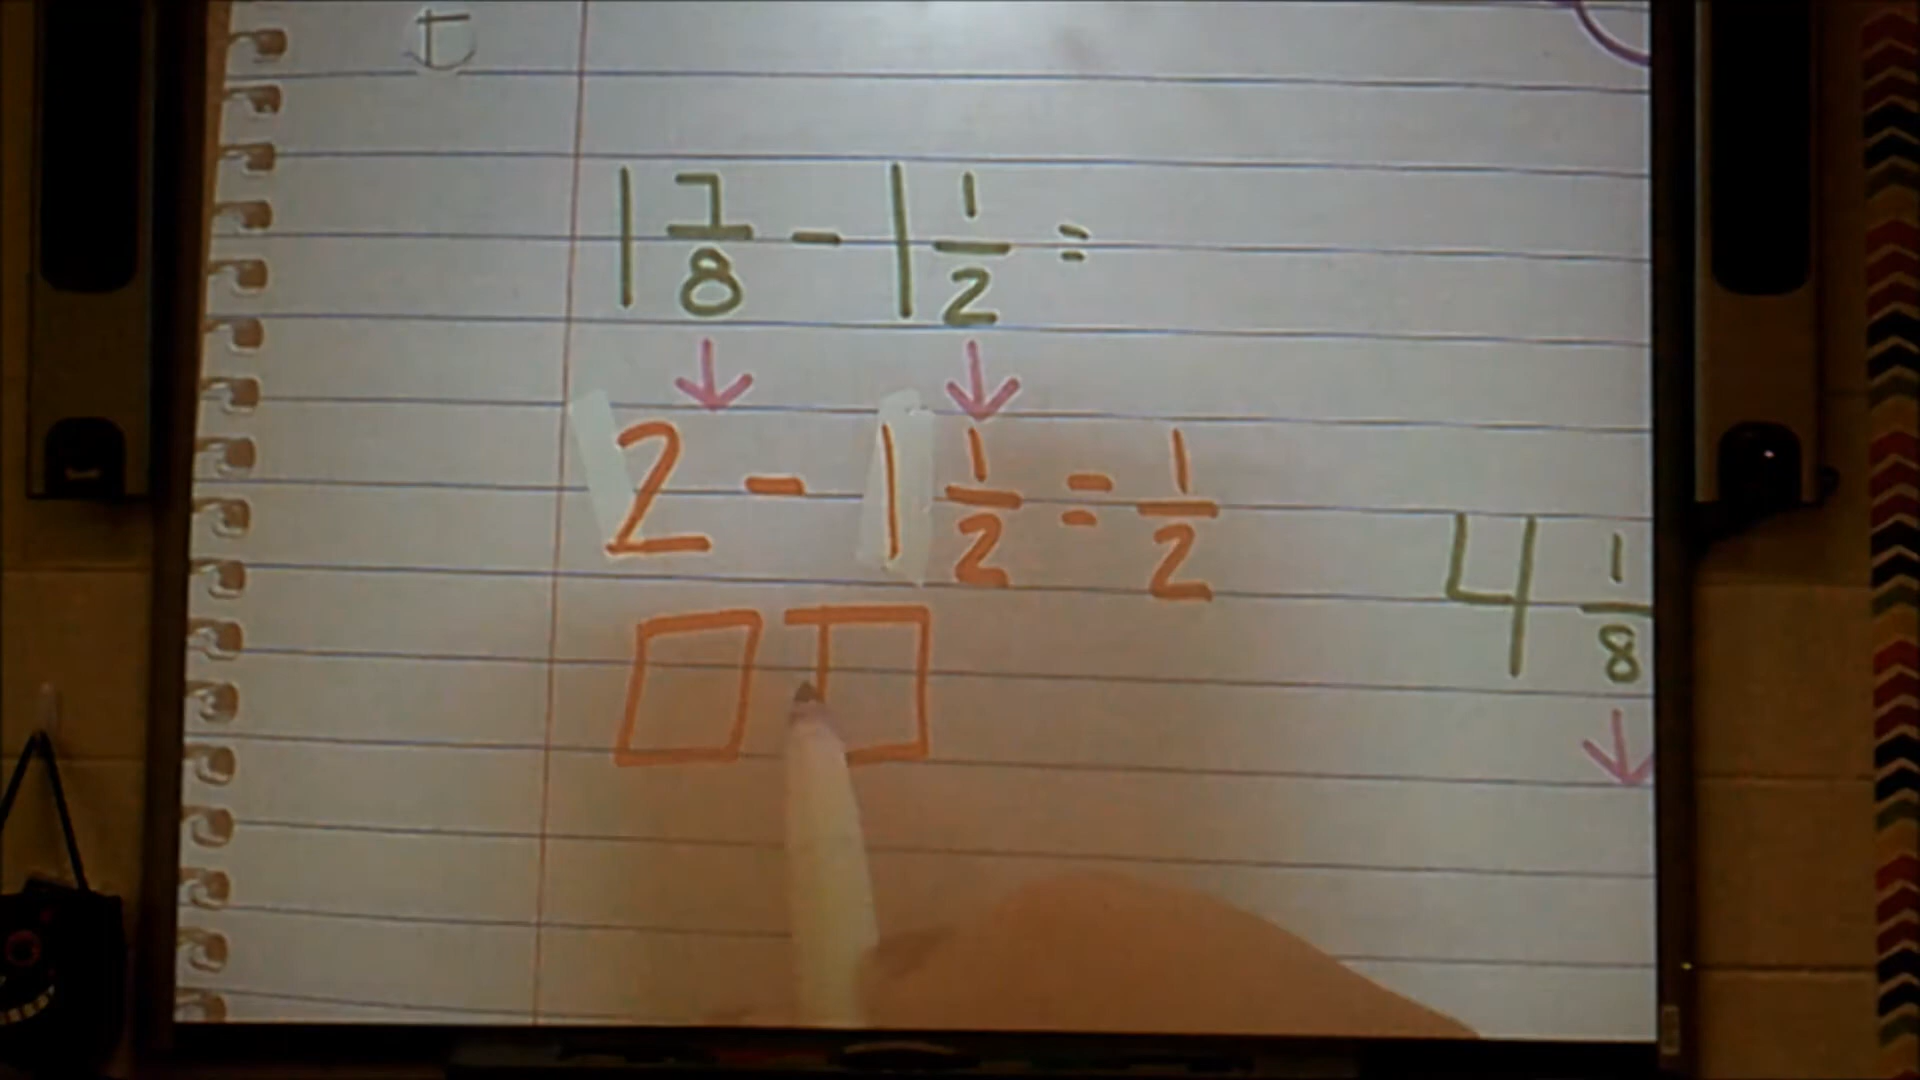 t
1 7/8 - 1 1/2 =
2 - 1 1/2 = 1/2
4 1/8